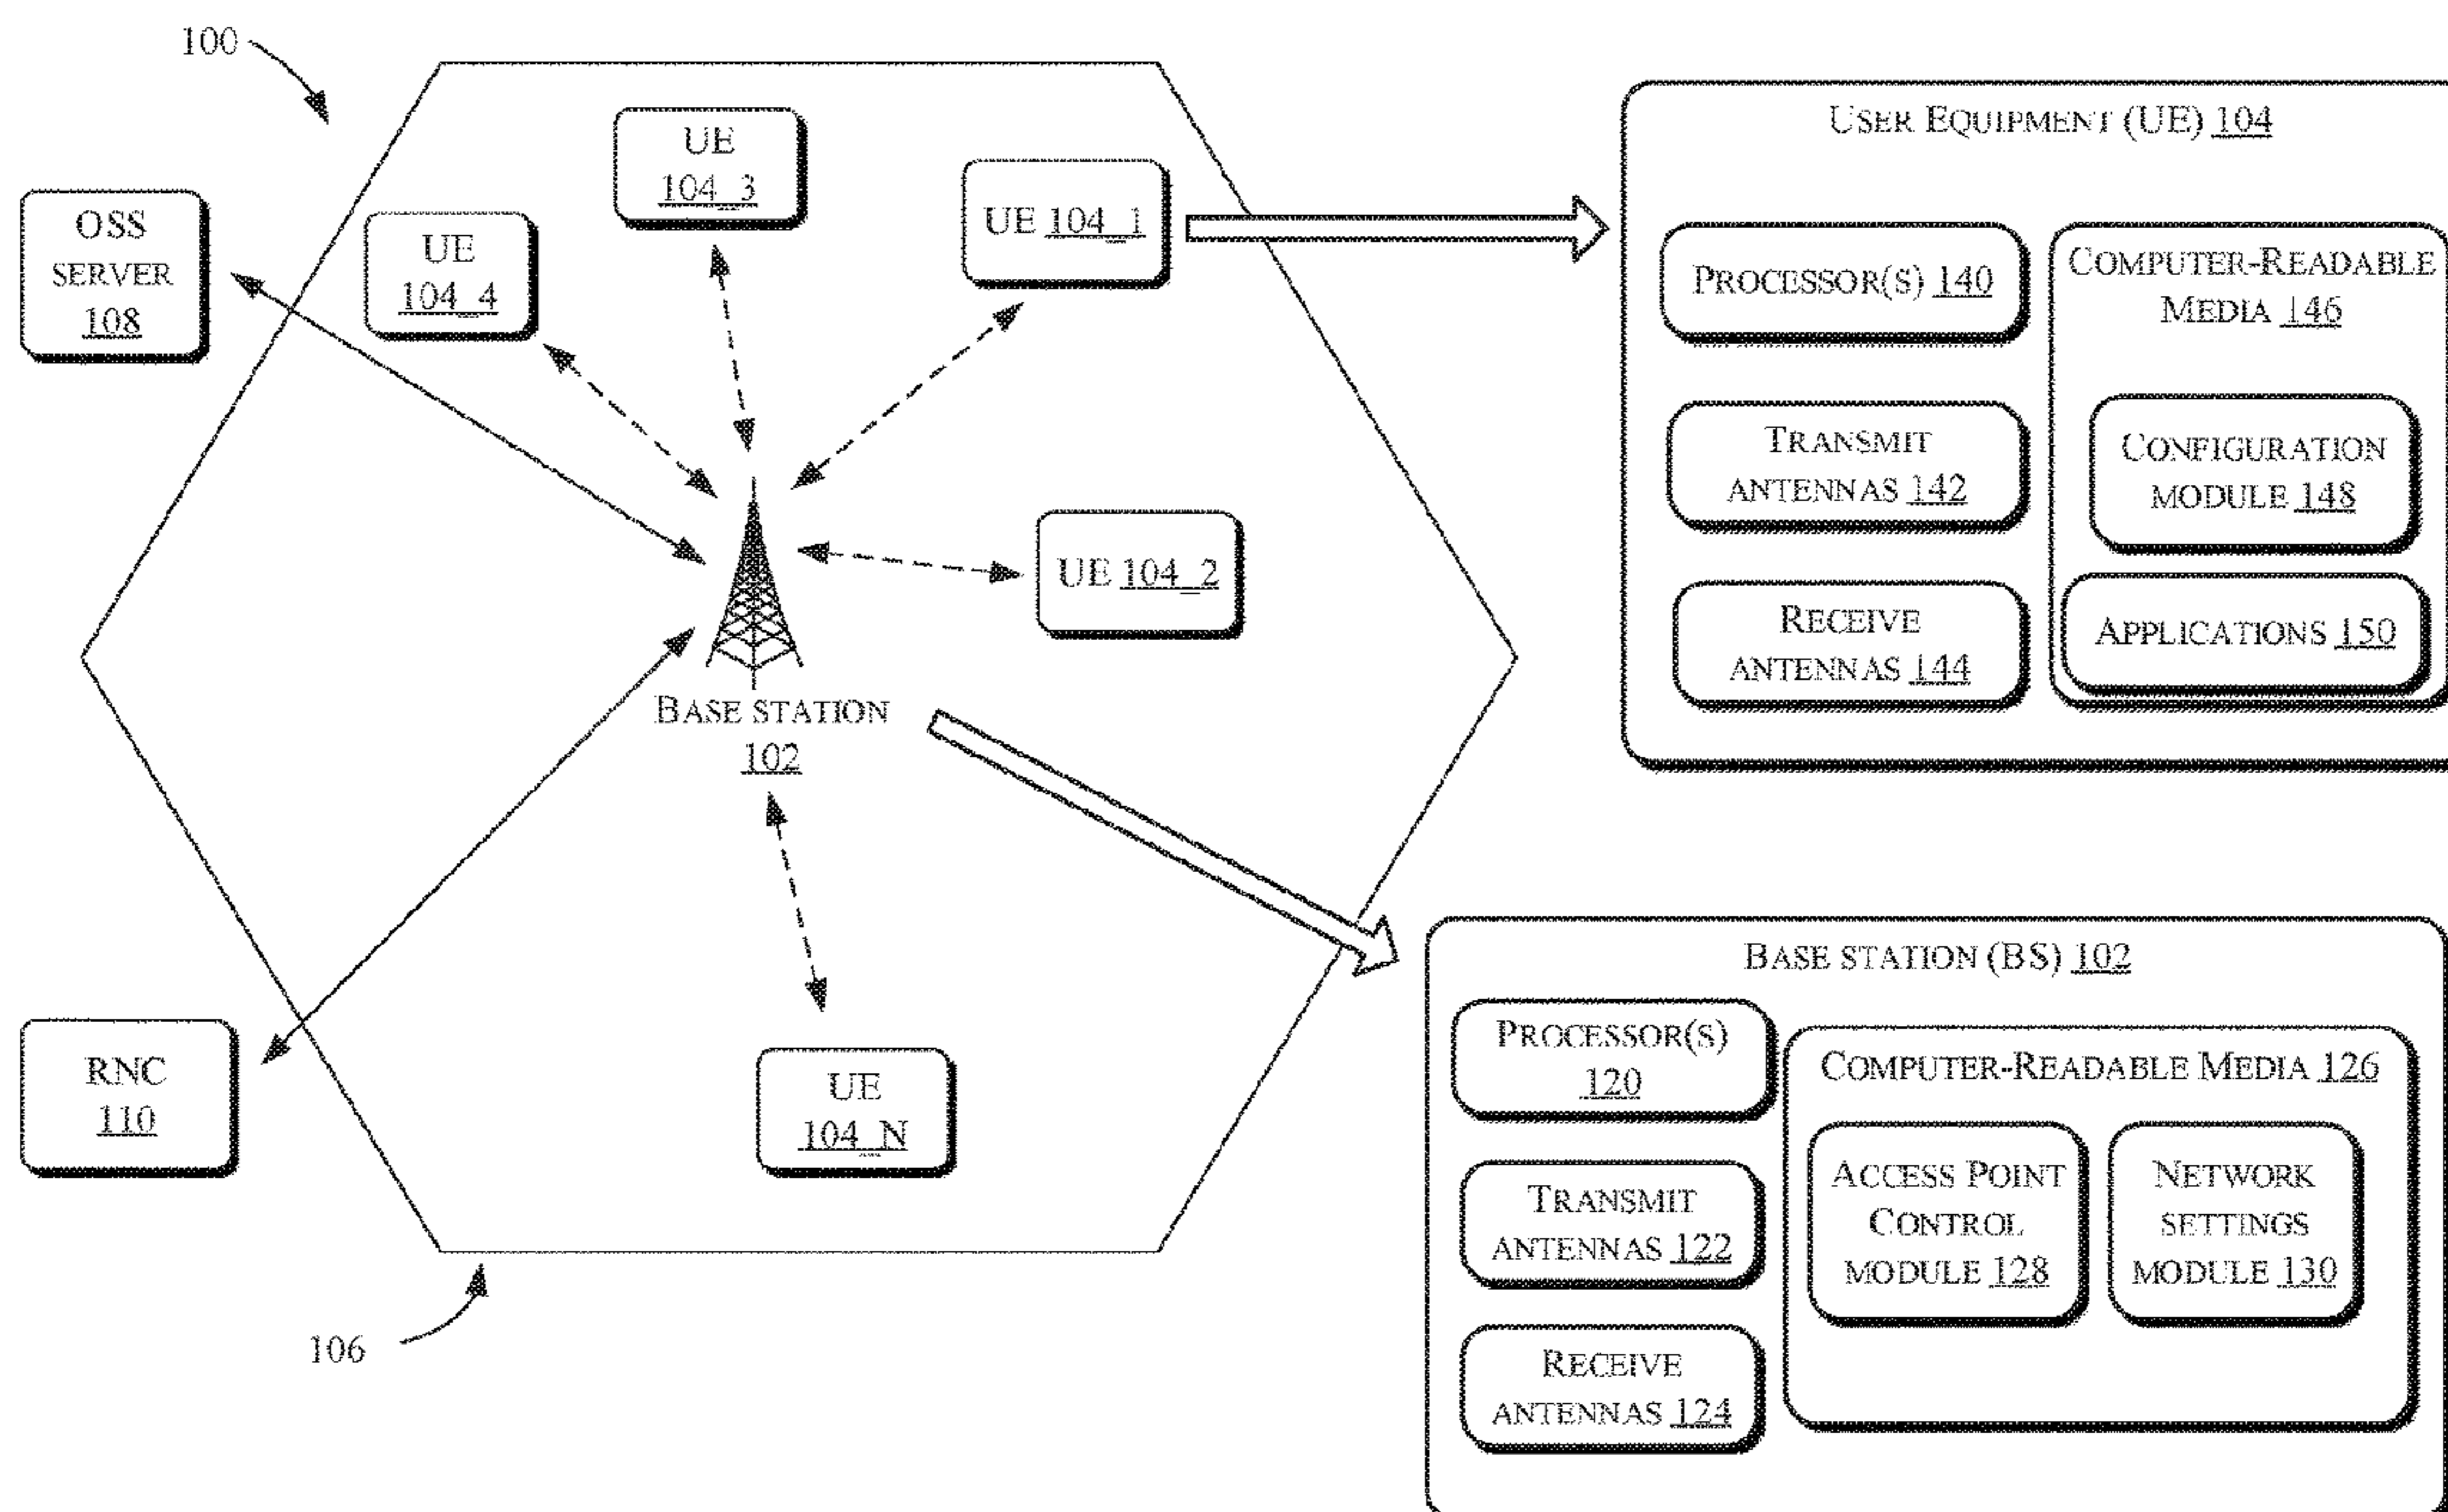 100
OSS
SERVER
108
UE
104_4
UE
104_3
UE 104_1
UE 104_2
BASE STATION
102
RNC
110
UE
104_N
106
USER EQUIPMENT (UE) 104
PROCESSOR(S) 140
TRANSMIT
ANTENNAS 142
RECEIVE
ANTENNAS 144
COMPUTER-READABLE
MEDIA 146
CONFIGURATION
MODULE 148
APPLICATIONS 150
BASE STATION (BS) 102
PROCESSOR(S)
120
TRANSMIT
ANTENNAS 122
RECEIVE
ANTENNAS 124
COMPUTER-READABLE MEDIA 126
ACCESS POINT
CONTROL
MODULE 128
NETWORK
SETTINGS
MODULE 130